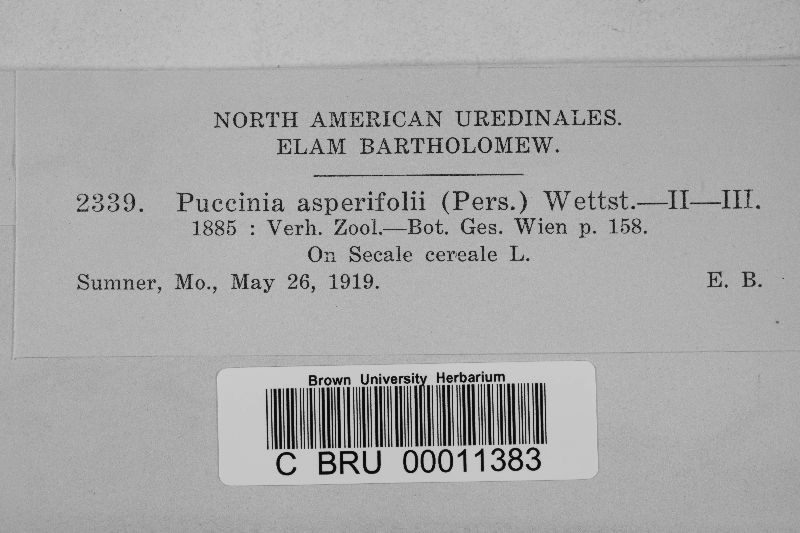 NORTH AMERICAN UREDINALES.
ELAM BARTHOLOMEW.
2339. Puccinia asperifolii (Pers.) Wettst.—II—III.
1885 : Verh. Zool.—Bot. Ges. Wien p. 158.
On Secale cereale L.
Sumner, Mo., May 26, 1919. E. B.
Brown University Herbarium
C BRU 00011383